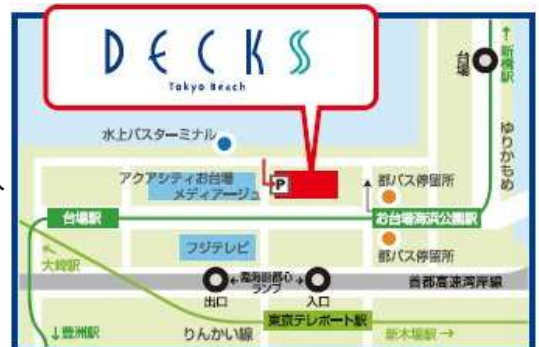 DECKS
Tokyo Beach
台場
↑新橋駅
ゆりかもめ
水上バスターミナル
アクアシティお台場
メディアージュ
P
都バス停留所
台場駅
お台場海浜公園駅
フジテレビ
都バス停留所
大崎駅
臨海副都心
ランプ
出口
入口
首都高速湾岸線
東京テレポート駅
↓豊洲駅
りんかい線
新木場駅→